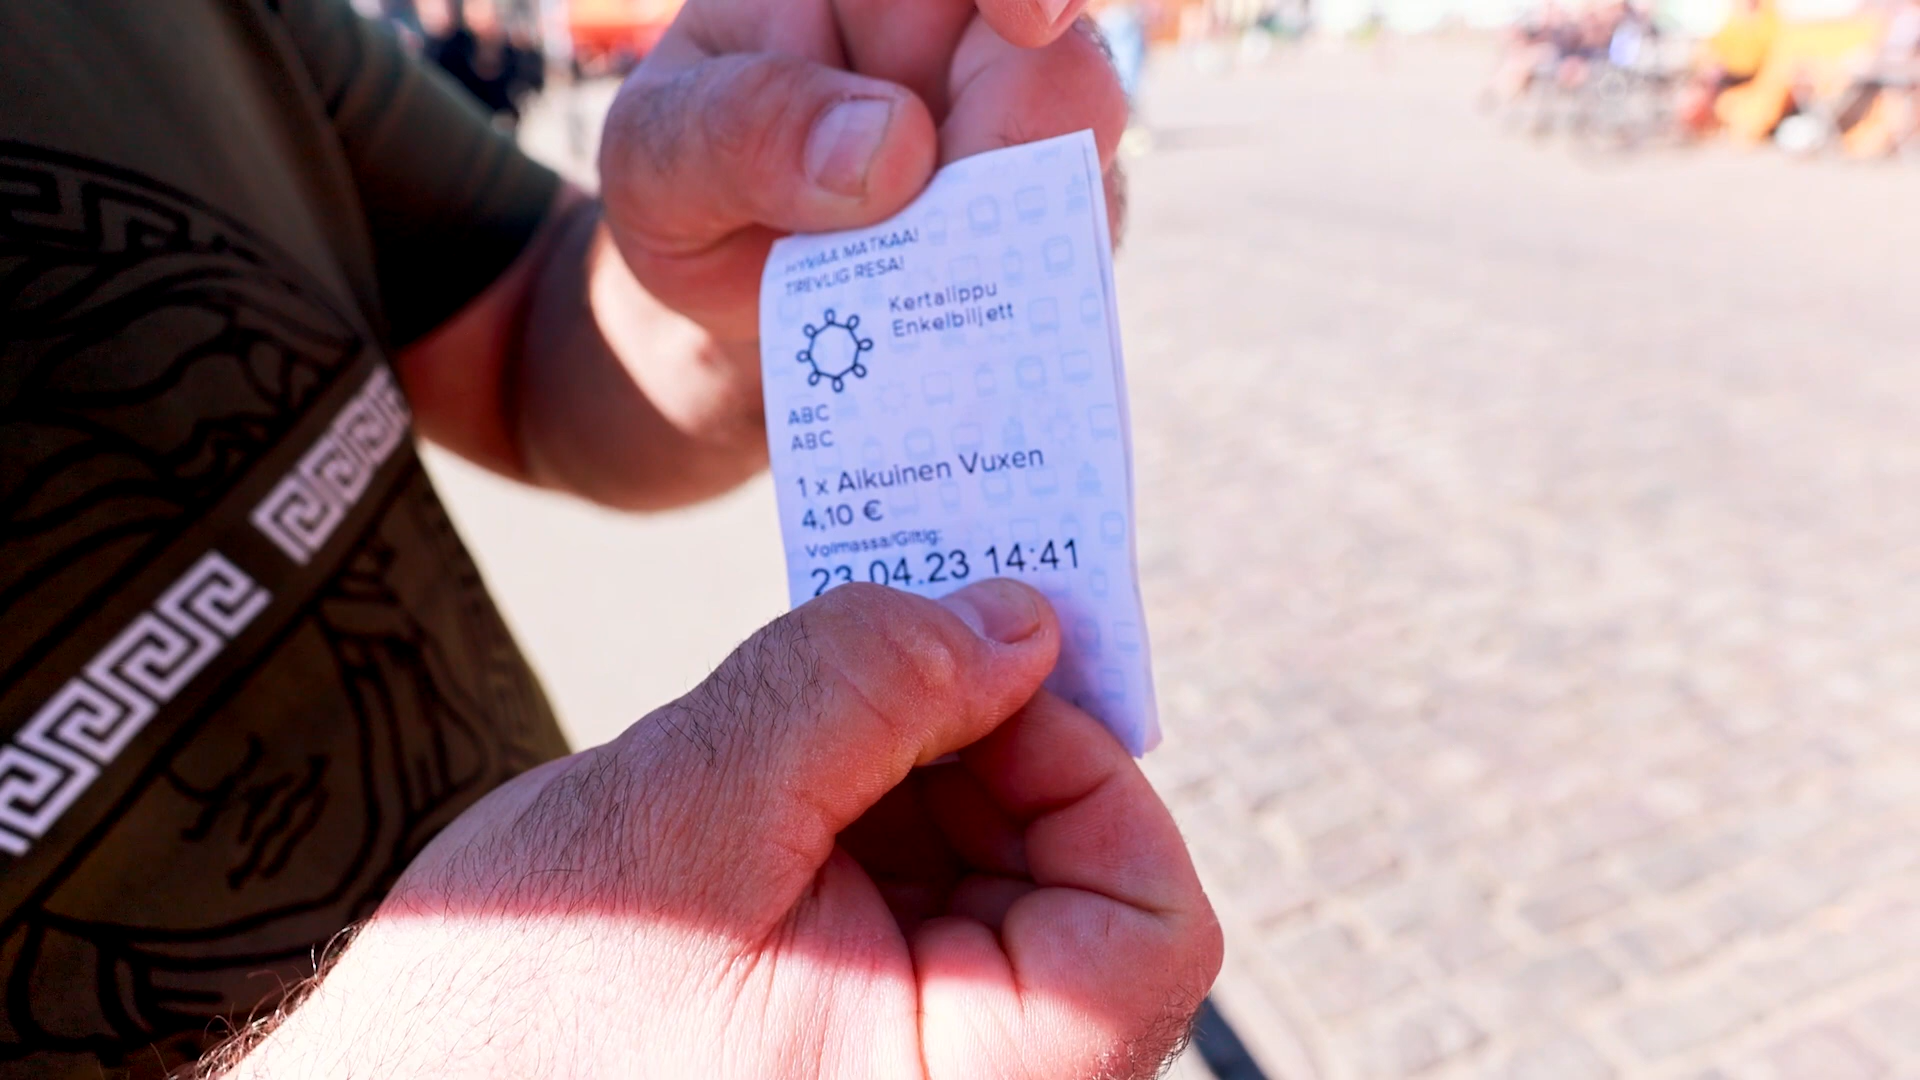 HYVÄÄ MATKAA!
TREVLIG RESA!
Kertalippu
Enkelbiljett
ABC
ABC
1 x Aikuinen Vuxen
4,10 €
Voimassa/Giltig:
23.04.23 14:41